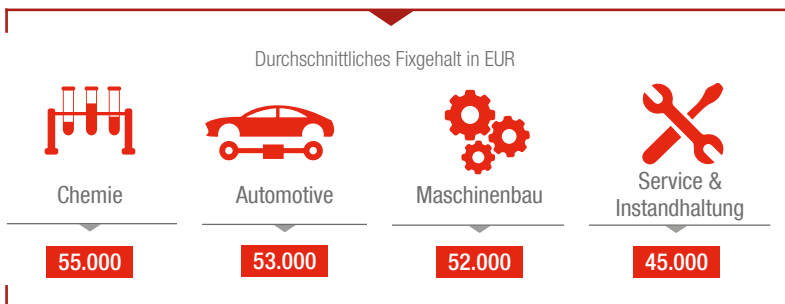 Durchschnittliches Fixgehalt in EUR
Chemie
Automotive
Maschinenbau
Service &
Instandhaltung
55.000
53.000
52.000
45.000